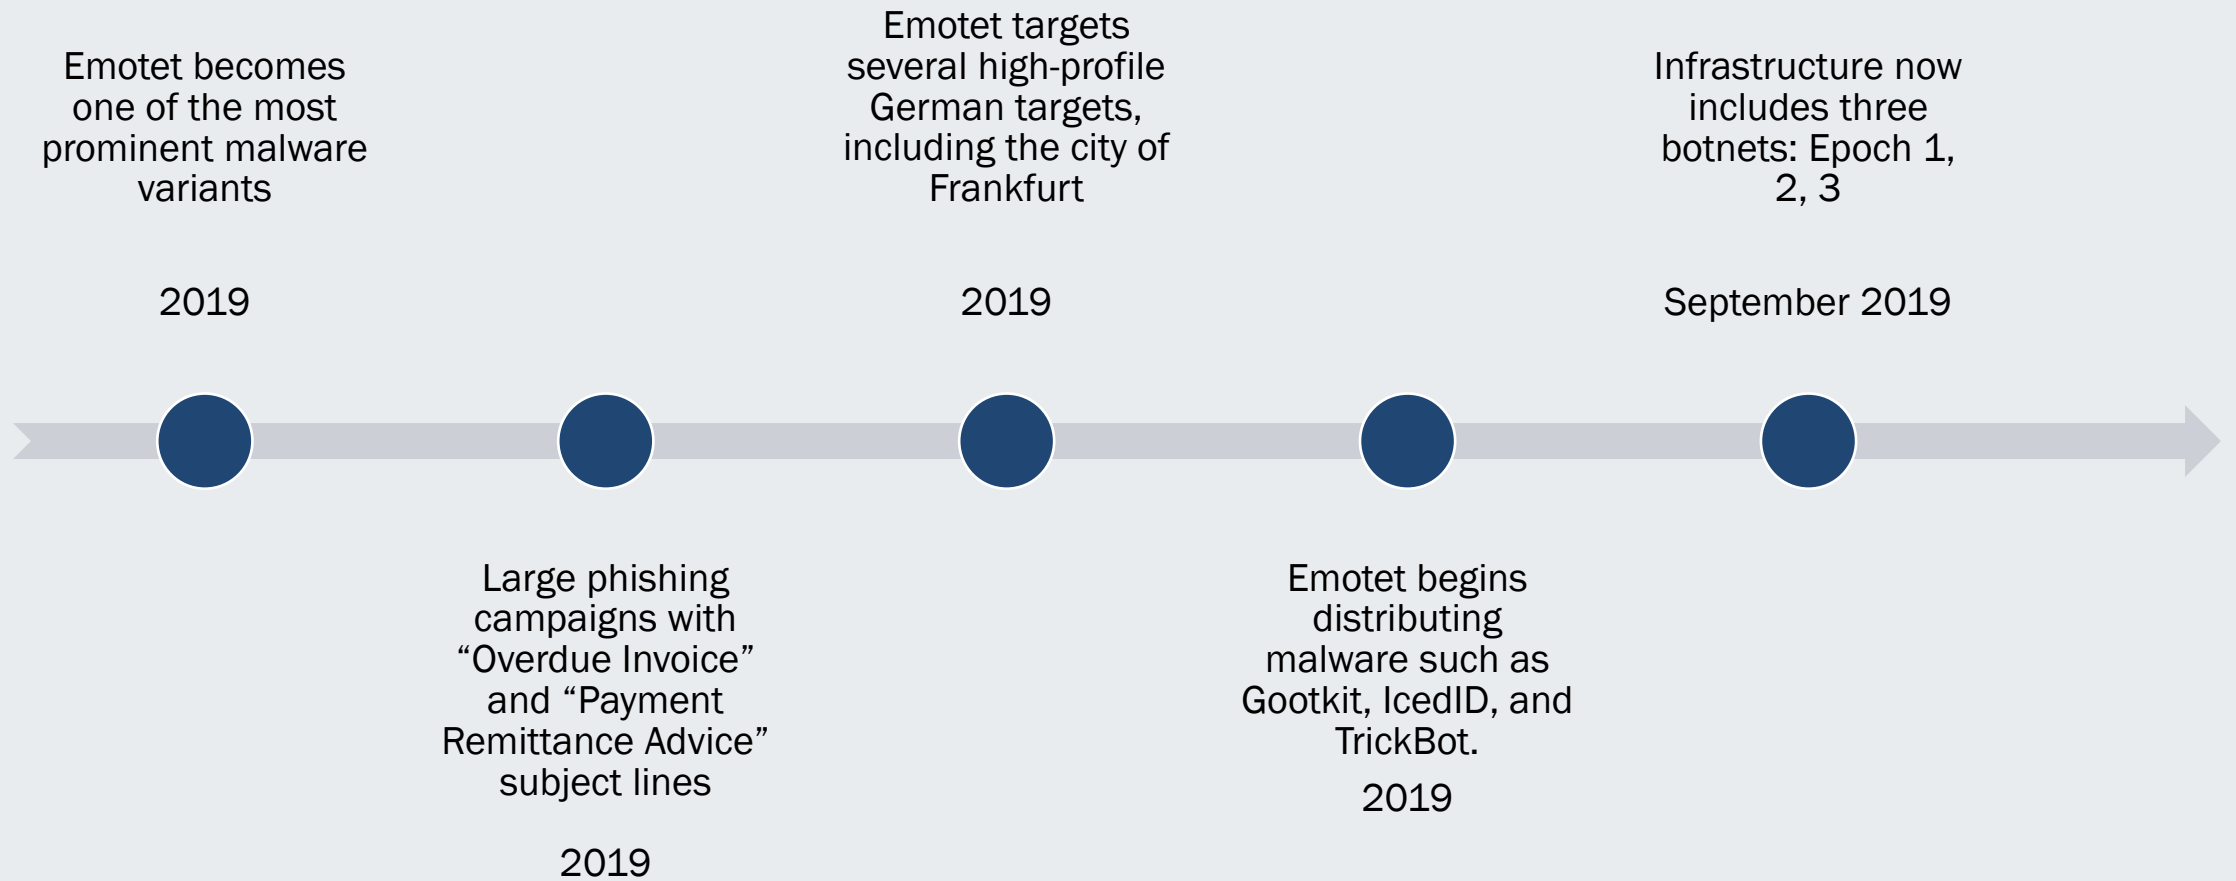 Emotet becomes
one of the most
prominent malware
variants
2019
Large phishing
campaigns with
“Overdue Invoice”
and “Payment
Remittance Advice”
subject lines
2019
Emotet targets
several high-profile
German targets,
including the city of
Frankfurt
2019
Emotet begins
distributing
malware such as
Gootkit, IcedID, and
TrickBot.
2019
Infrastructure now
includes three
botnets: Epoch 1,
2, 3
September 2019